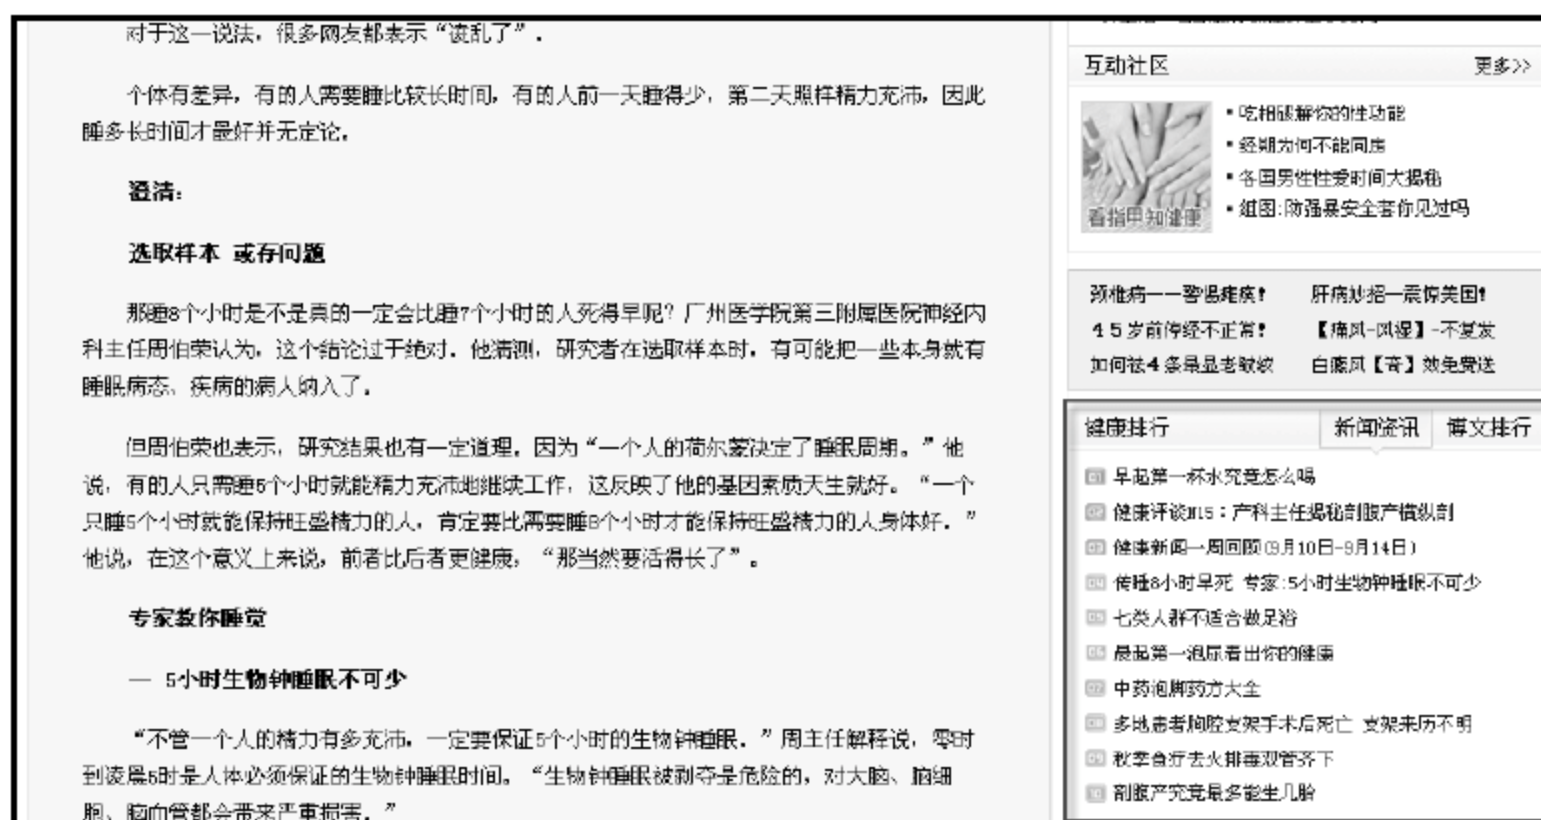 对于这一说法，很多网友都表示“谎乱了”．
个体有差异，有的人需要睡比较长时间，有的人前一天睡得少，第二天照样精力充沛，因此
睡多长时间才最好并无定论。
澄清：
选取样本 或存问题
那睡8个小时是不是真的一定会比睡7个小时的人死得早呢？广州医学院第三附属医院神经内
科主任周伯荣认为，这个结论过于绝对．他猜测，研究者在选取样本时，有可能把一些本身就有
睡眠病态、疾病的病人纳入了。
但周伯荣也表示，研究结果也有一定道理。因为“一个人的荷尔蒙决定了睡眠周期。”他
说，有的人只需睡5个小时就能精力充沛地继续工作，这反映了他的基因素质天生就好。“一个
只睡5个小时就能保持旺盛精力的人，肯定要比需要睡8个小时才能保持旺盛精力的人身体好．”
他说，在这个意义上来说，前者比后者更健康，“那当然要活得长了”。
专家教你睡觉
— 5小时生物钟睡眠不可少
“不管一个人的精力有多充沛，一定要保证5个小时的生物钟睡眠．”周主任解释说，零时
到凌晨5时是人体必须保证的生物钟睡眠时间。“生物钟睡眠被剥夺是危险的，对大脑、脑细
胞、脑血管都会带来严重损害。”
互动社区 更多>>
看指甲知健康
▪吃相破解你的性功能
▪经期为何不能同房
▪各国男性性爱时间大揭秘
▪组图:防强暴安全套你见过吗
颈椎病——警惕瘫痪! 肝病妙招—震惊美国!
45岁前停经不正常! 【痛风-风湿】-不复发
如何祛4条最显老皱纹 白癜风【奇】效免费送
健康排行 新闻资讯 博文排行
01 早起第一杯水究竟怎么喝
02 健康评谈N15：产科主任揭秘剖腹产横纵剖
03 健康新闻一周回顾(9月10日-9月14日)
04 传睡8小时早死 专家:5小时生物钟睡眠不可少
05 七类人群不适合做足浴
06 晨起第一泡尿看出你的健康
07 中药泡脚药方大全
08 多地患者胸腔支架手术后死亡 支架来历不明
09 秋季食疗去火排毒双管齐下
10 剖腹产究竟最多能生几胎